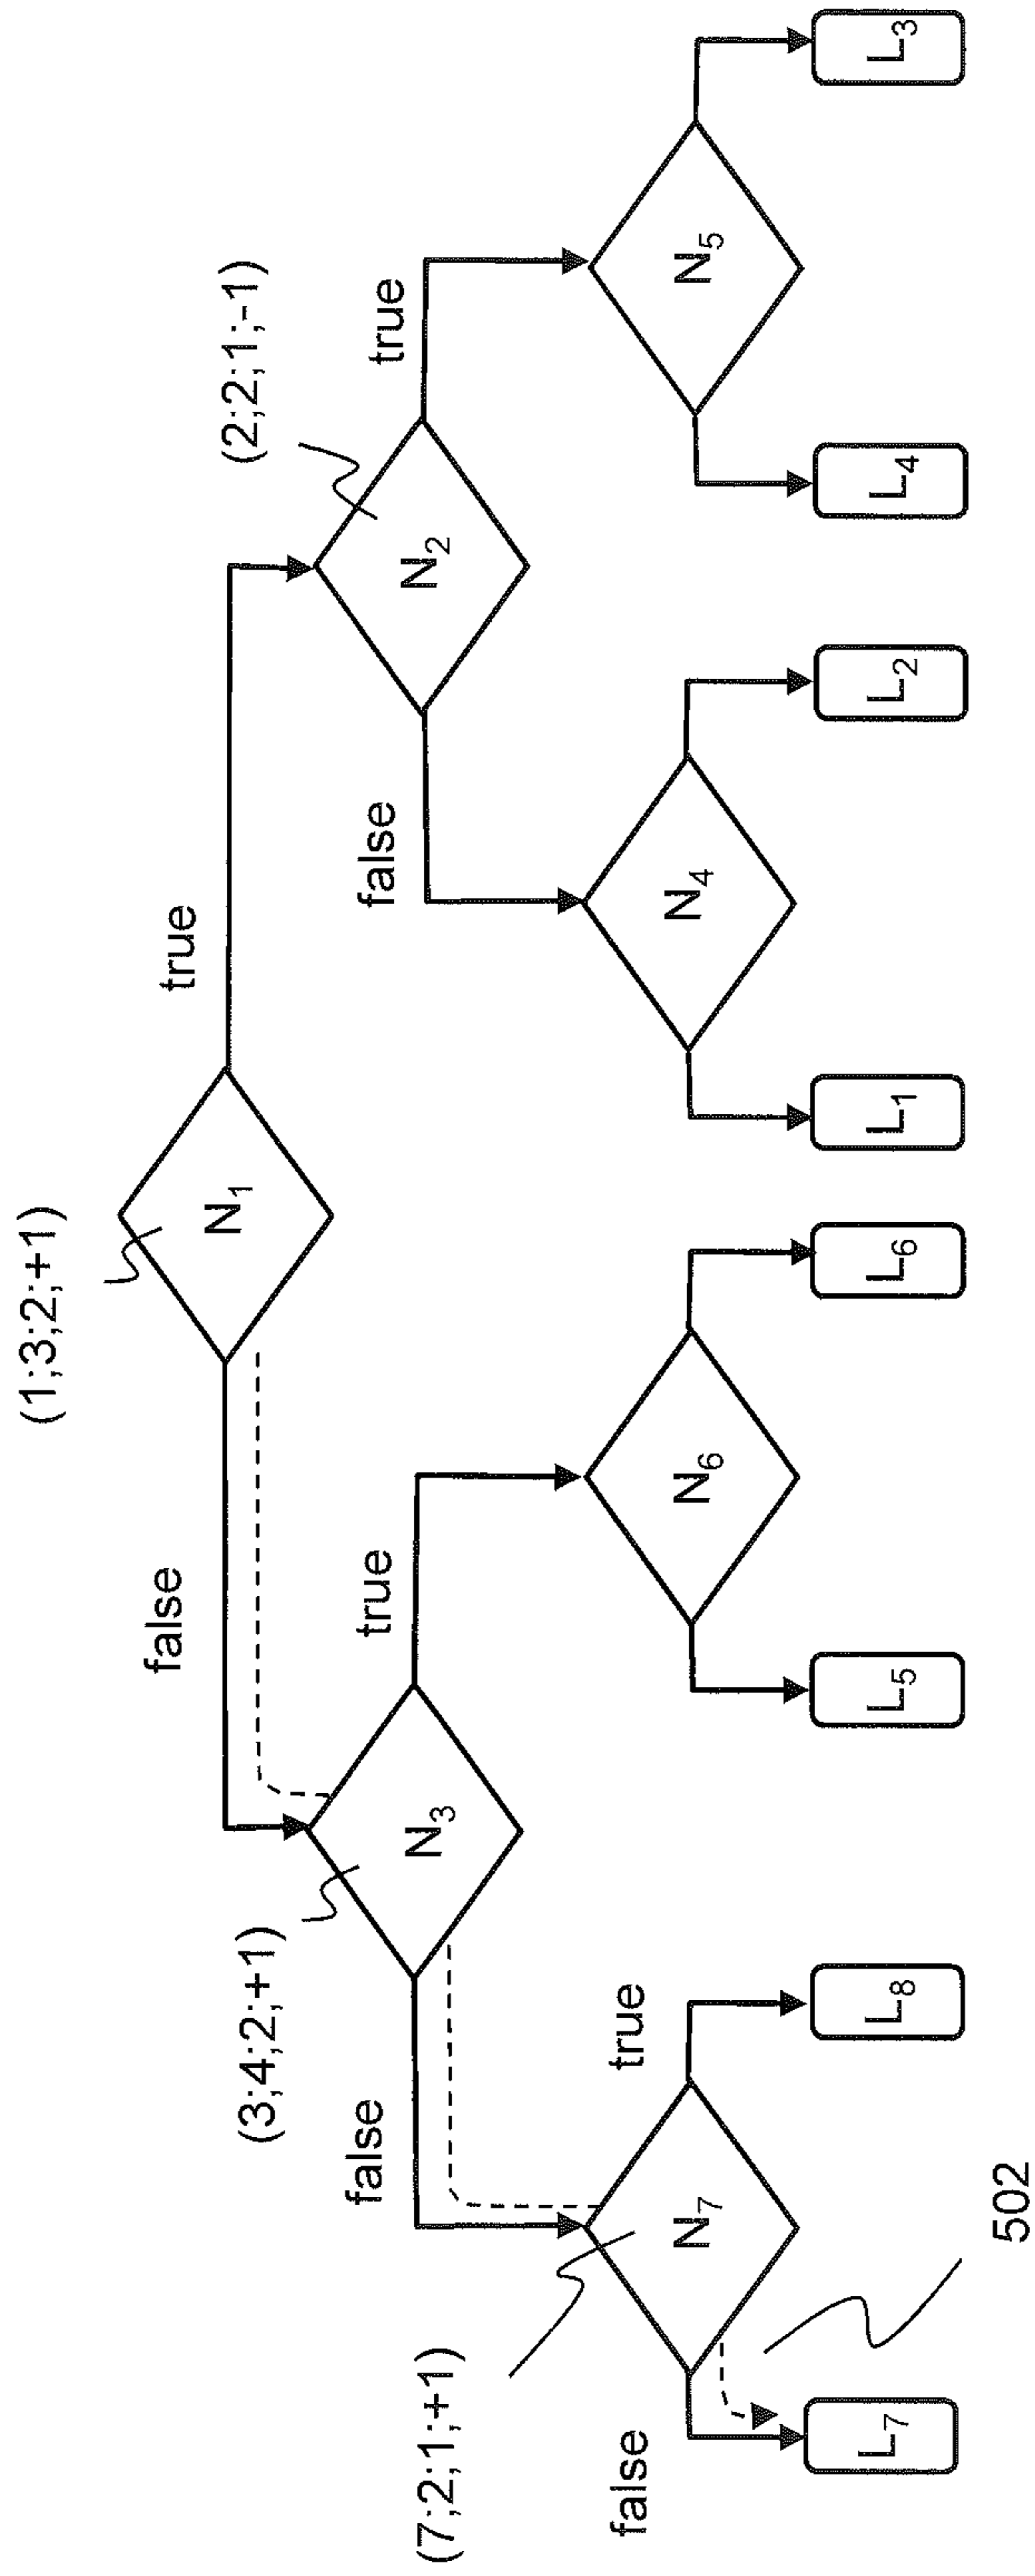 (1;3;2;+1)
N1
false
true
(3;4;2;+1)
(2;2;1;-1)
N3
N2
false
true
false
true
(7;2;1;+1)
N7
N6
N4
N5
false
true
L7
L8
L5
L6
L1
L2
L4
L3
502